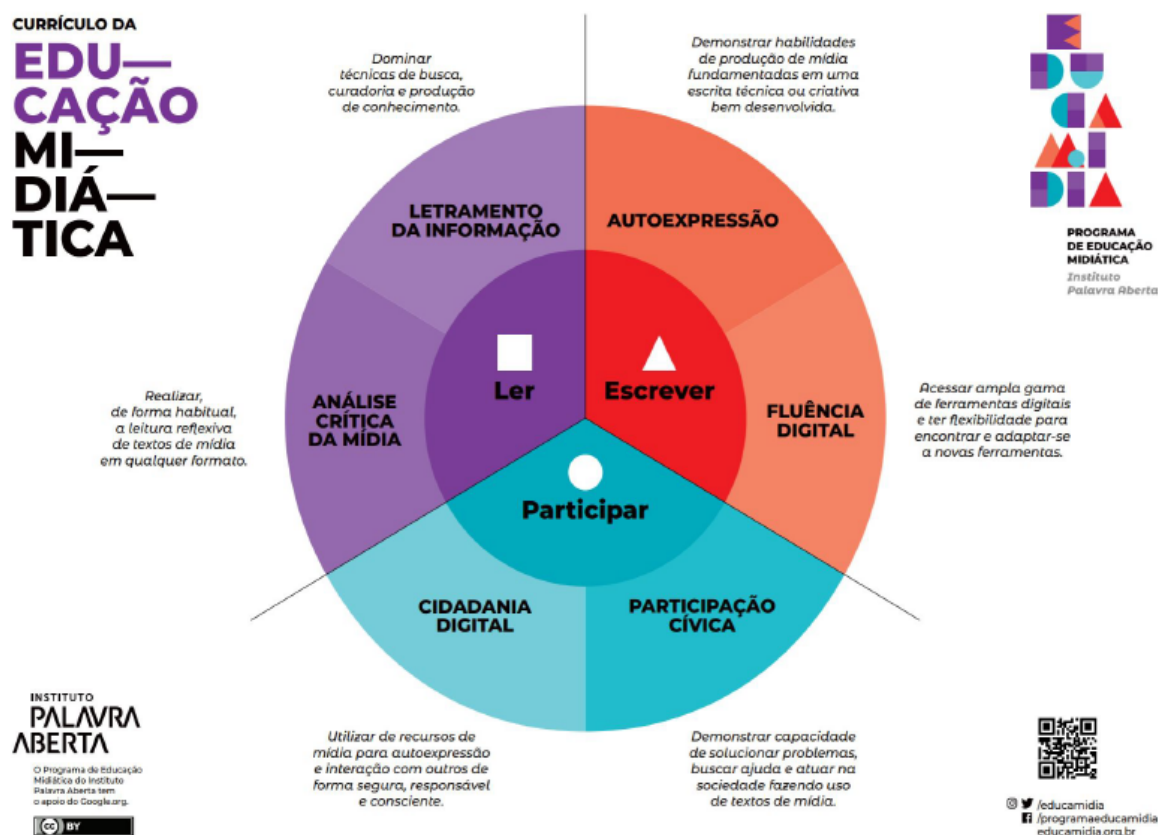 CURRÍCULO DA
EDU—
CAÇÃO
MI—
DIÁ—
TICA
Dominar
técnicas de busca,
curadoria e produção
de conhecimento.
Demonstrar habilidades
de produção de mídia
fundamentadas em uma
escrita técnica ou criativa
bem desenvolvida.
EDUCAMÍDIA
PROGRAMA
DE EDUCAÇÃO
MIDIÁTICA
Instituto
Palavra Aberta
LETRAMENTO
DA INFORMAÇÃO
AUTOEXPRESSÃO
Ler
Escrever
Realizar,
de forma habitual,
a leitura reflexiva
de textos de mídia
em qualquer formato.
ANÁLISE
CRÍTICA
DA MÍDIA
FLUÊNCIA
DIGITAL
Acessar ampla gama
de ferramentas digitais
e ter flexibilidade para
encontrar e adaptar-se
a novas ferramentas.
Participar
CIDADANIA
DIGITAL
PARTICIPAÇÃO
CÍVICA
INSTITUTO
PALAVRA
ABERTA
O Programa de Educação
Midiática do Instituto
Palavra Aberta tem
o apoio do Google.org.
CC BY
Utilizar de recursos de
mídia para autoexpressão
e interação com outros de
forma segura, responsável
e consciente.
Demonstrar capacidade
de solucionar problemas,
buscar ajuda e atuar na
sociedade fazendo uso
de textos de mídia.
/educamidia
/programaeducamidia
educamidia.org.br